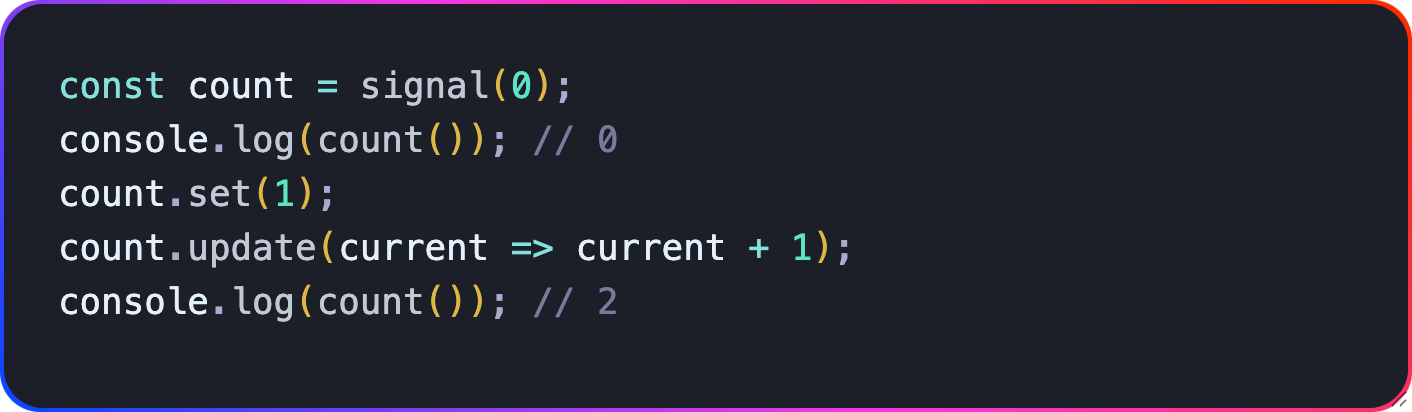 const count = signal(0);
console.log(count()); // 0
count.set(1);
count.update(current => current + 1);
console.log(count()); // 2